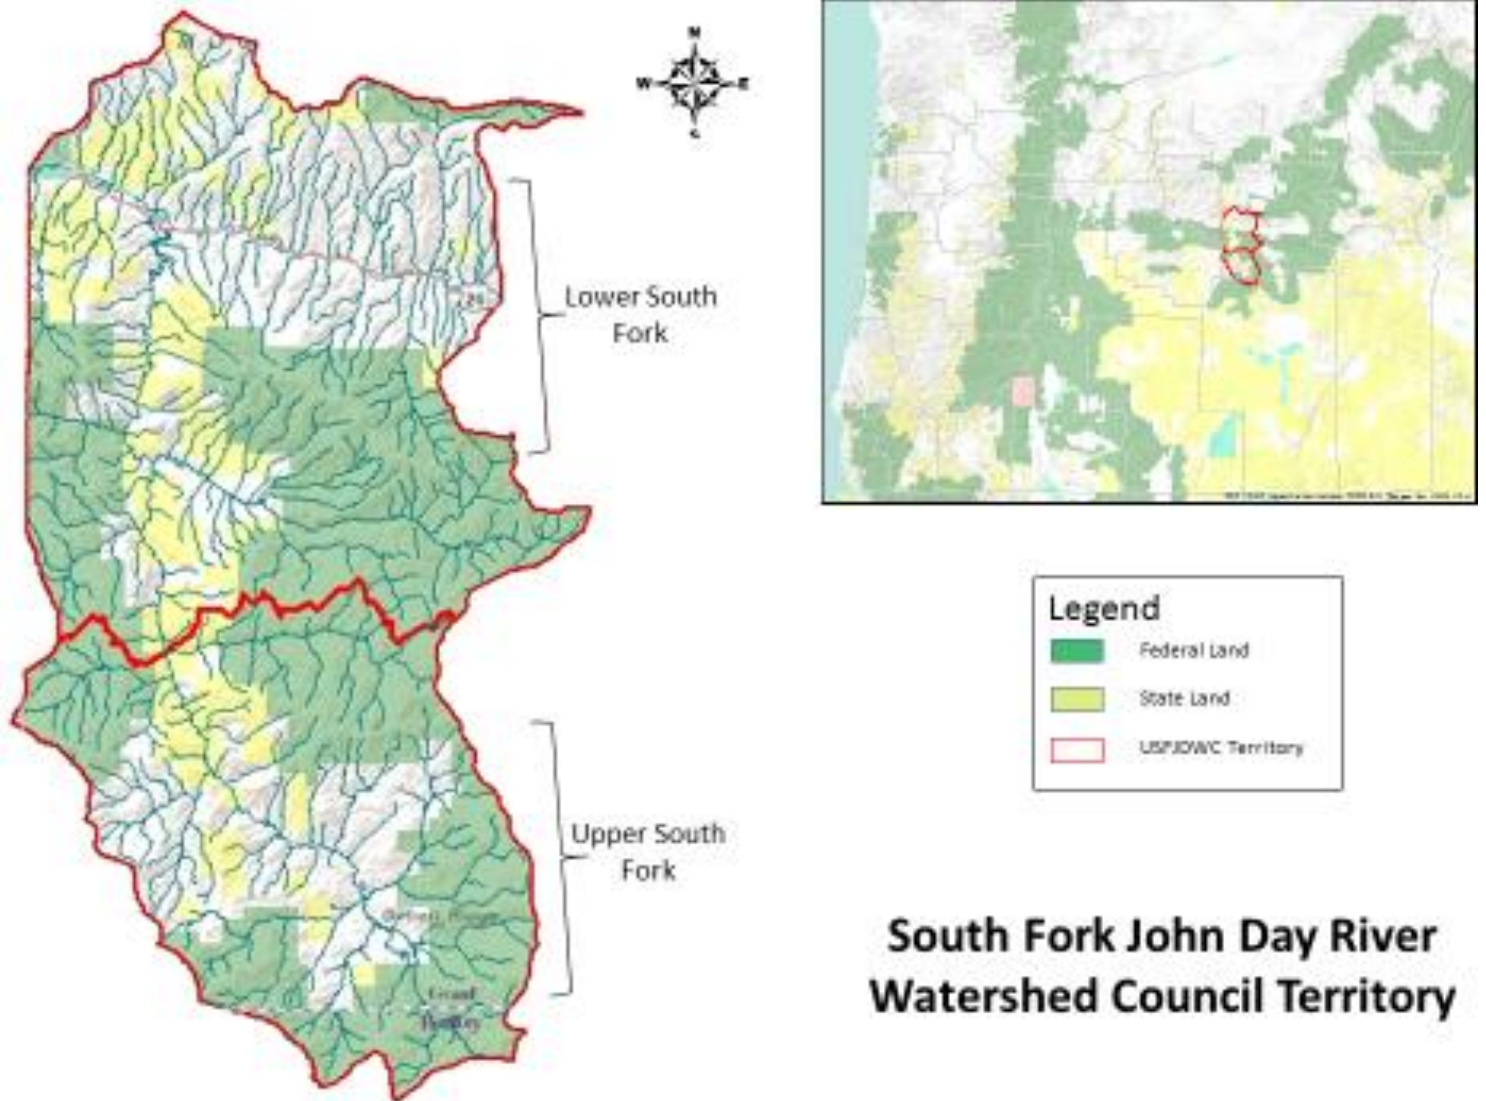 N
W
E
S
Lower South
Fork
26
Upper South
Fork
Legend
Federal Land
State Land
USFJDWC Territory
South Fork John Day River
Watershed Council Territory